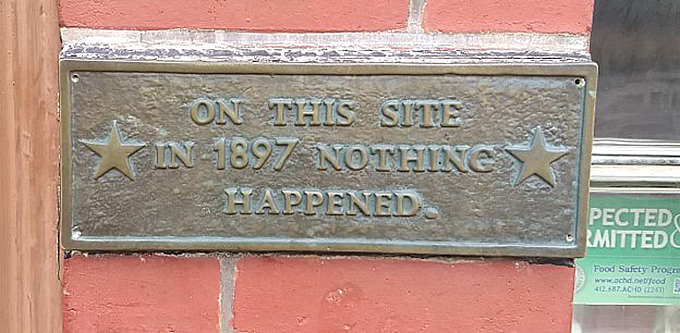 ON THIS SITE
IN 1897 NOTHING
HAPPENED.
PECTED &
RMITTED
Food Safety Progr
www.achd.net/food
412.687.ACHD (2243)